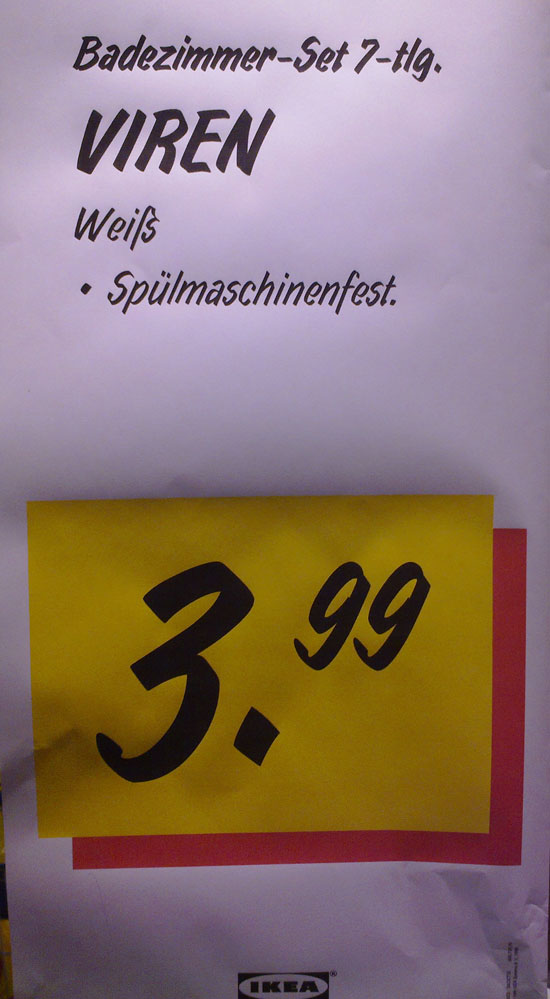 Badezimmer-Set 7-tlg.
VIREN
Weiß
• Spülmaschinenfest.
3.99
IKEA®